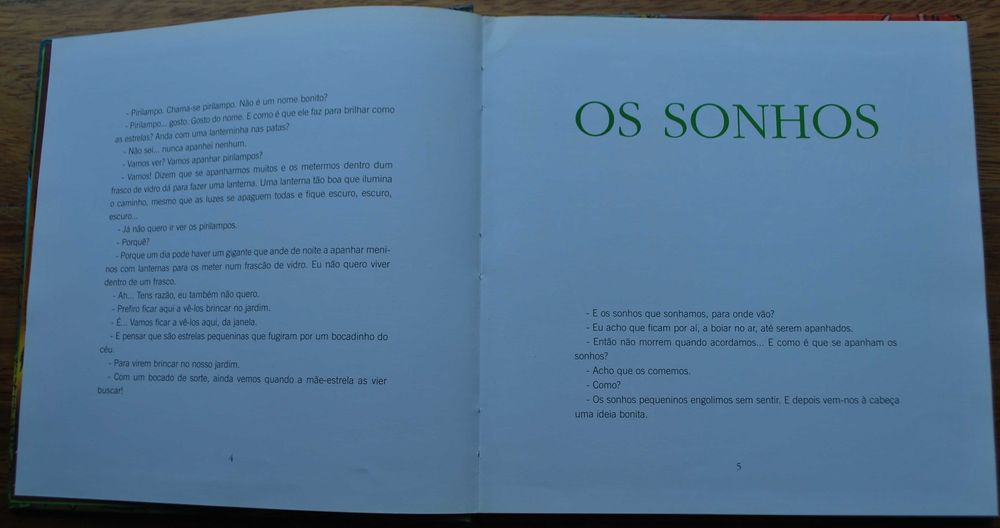 - Pirilampo. Chama-se pirilampo. Não é um nome bonito?
- Pirilampo... gosto. Gosto do nome. E como é que ele faz para brilhar como
as estrelas? Anda com uma lanterninha nas patas?
- Não sei... nunca apanhei nenhum.
- Vamos ver? Vamos apanhar pirilampos?
- Vamos! Dizem que se apanharmos muitos e os metermos dentro dum
frasco de vidro dá para fazer uma lanterna. Uma lanterna tão boa que ilumina
o caminho, mesmo que as luzes se apaguem todas e fique escuro, escuro,
escuro...
- Já não quero ir ver os pirilampos.
- Porquê?
- Porque um dia pode haver um gigante que ande de noite a apanhar meni-
nos com lanternas para os meter num frascão de vidro. Eu não quero viver
dentro de um frasco.
- Ah... Tens razão, eu também não quero.
- Prefiro ficar aqui a vê-los brincar no jardim.
- É... Vamos ficar a vê-los aqui, da janela.
- E pensar que são estrelas pequeninas que fugiram por um bocadinho do
céu.
- Para virem brincar no nosso jardim.
- Com um bocado de sorte, ainda vemos quando a mãe-estrela as vier
buscar!
4
OS SONHOS
- E os sonhos que sonhamos, para onde vão?
- Eu acho que ficam por aí, a boiar no ar, até serem apanhados.
- Então não morrem quando acordamos... E como é que se apanham os
sonhos?
- Acho que os comemos.
- Como?
- Os sonhos pequeninos engolimos sem sentir. E depois vem-nos à cabeça
uma ideia bonita.
5